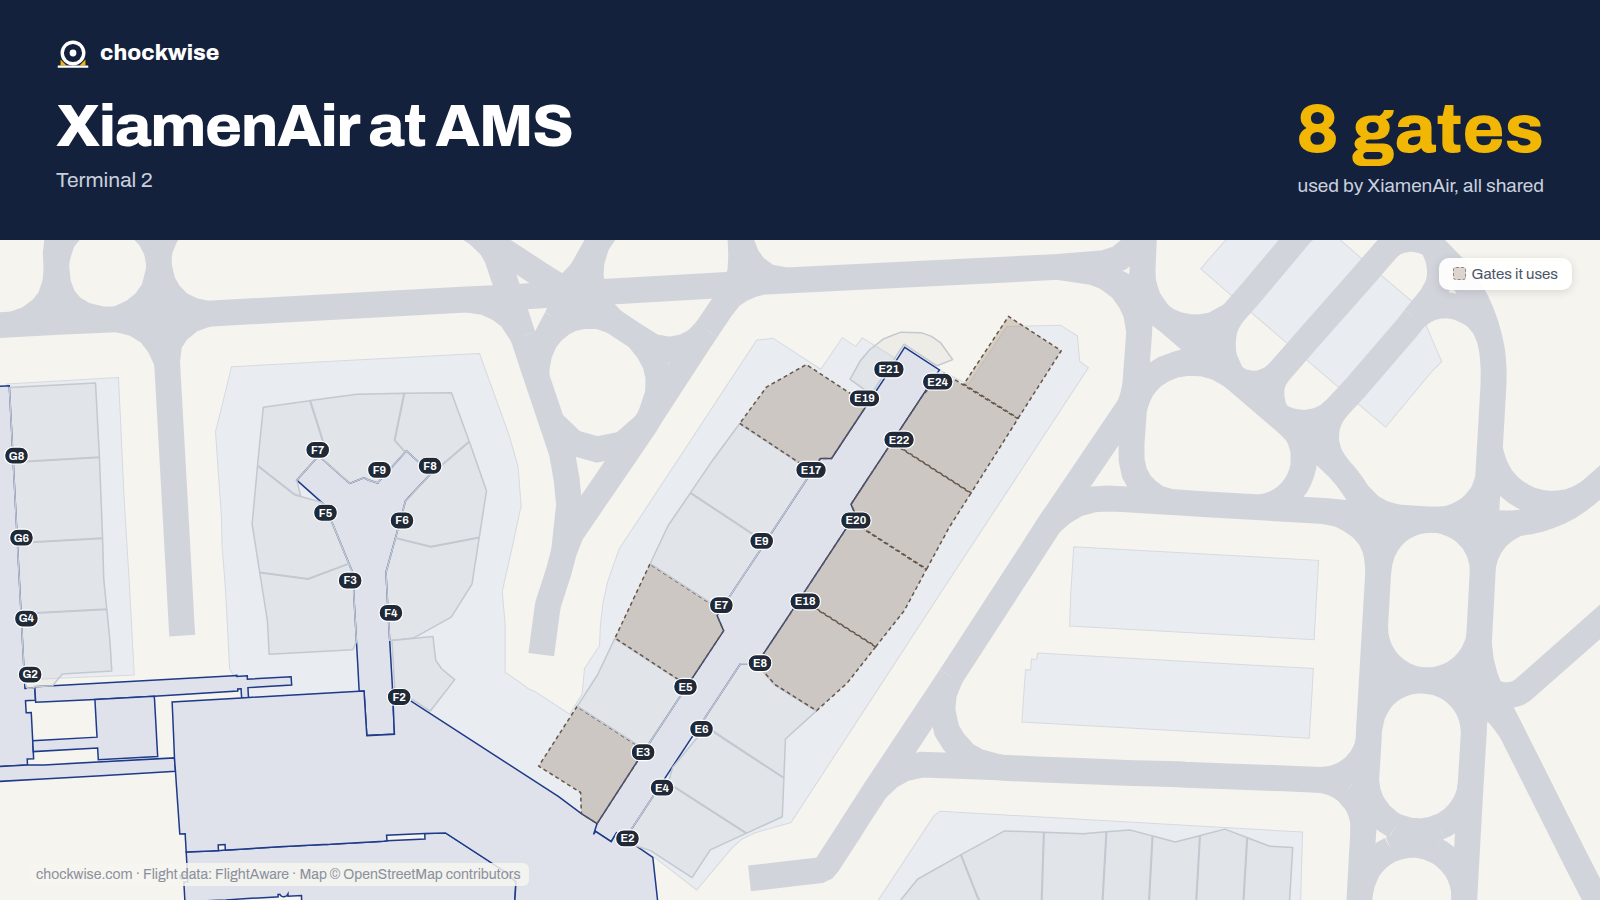 chockwise
XiamenAir at AMS
Terminal 2
8 gates
used by XiamenAir, all shared
Gates it uses
E21
E24
E19
E22
F7
F9
F8
G8
E17
F5
F6
E20
G6
E9
F3
E7
E18
F4
G4
E8
G2
E5
F2
E6
E3
E4
E2
chockwise.com · Flight data: FlightAware · Map © OpenStreetMap contributors